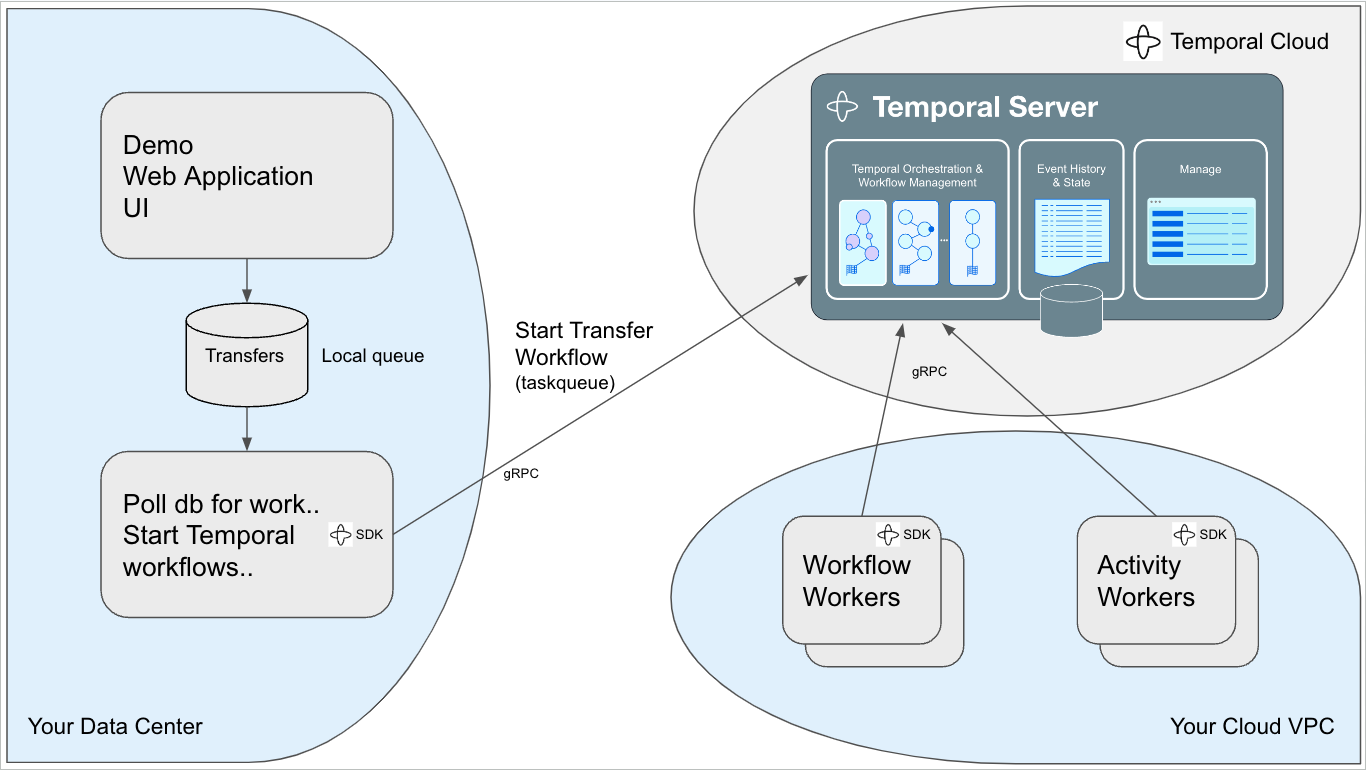 Demo
Web Application
UI
Transfers
Local queue
Poll db for work..
Start Temporal
workflows..
SDK
Your Data Center
Start Transfer
Workflow
(taskqueue)
gRPC
Temporal Cloud
Temporal Server
Temporal Orchestration &
Workflow Management
Event History
& State
Manage
gRPC
SDK
Workflow
Workers
SDK
Activity
Workers
Your Cloud VPC